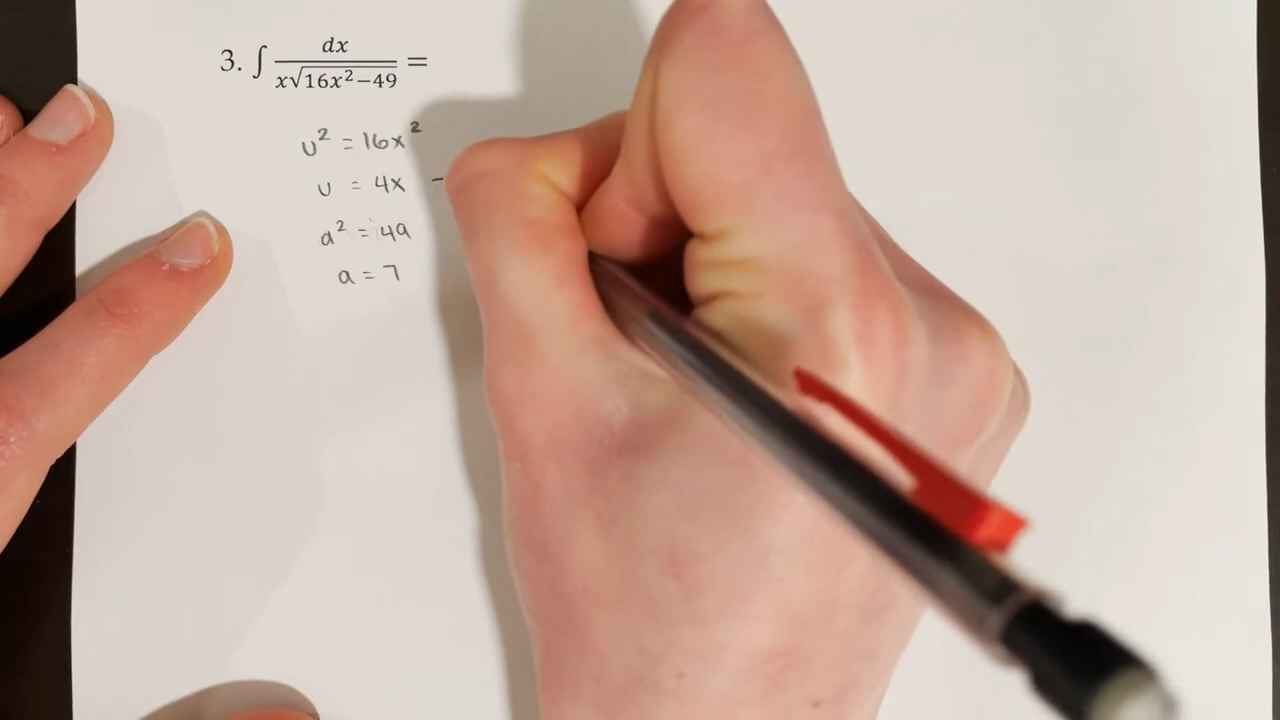 3. ∫ dx / x√16x²−49 =
u² = 16x²
u = 4x −
a² = 49
a = 7